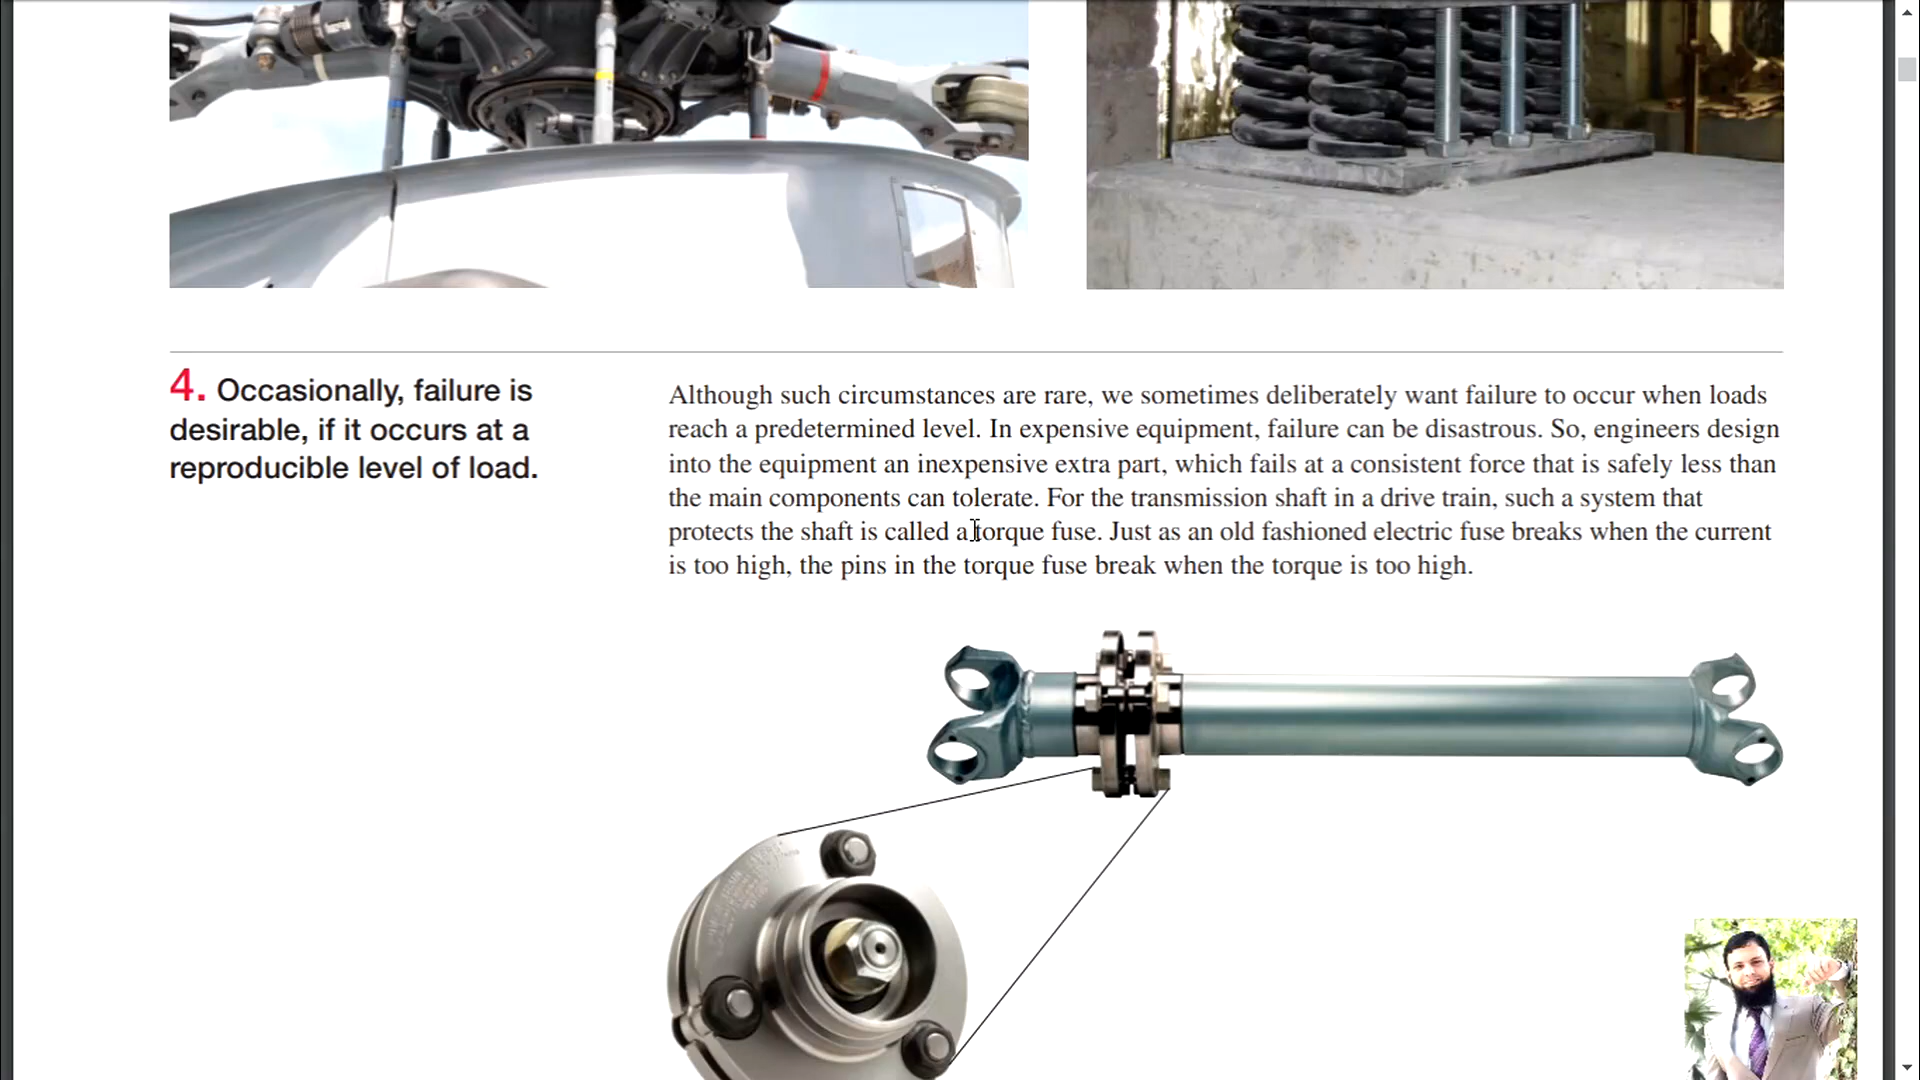 4. Occasionally, failure is
desirable, if it occurs at a
reproducible level of load.
Although such circumstances are rare, we sometimes deliberately want failure to occur when loads
reach a predetermined level. In expensive equipment, failure can be disastrous. So, engineers design
into the equipment an inexpensive extra part, which fails at a consistent force that is safely less than
the main components can tolerate. For the transmission shaft in a drive train, such a system that
protects the shaft is called a torque fuse. Just as an old fashioned electric fuse breaks when the current
is too high, the pins in the torque fuse break when the torque is too high.